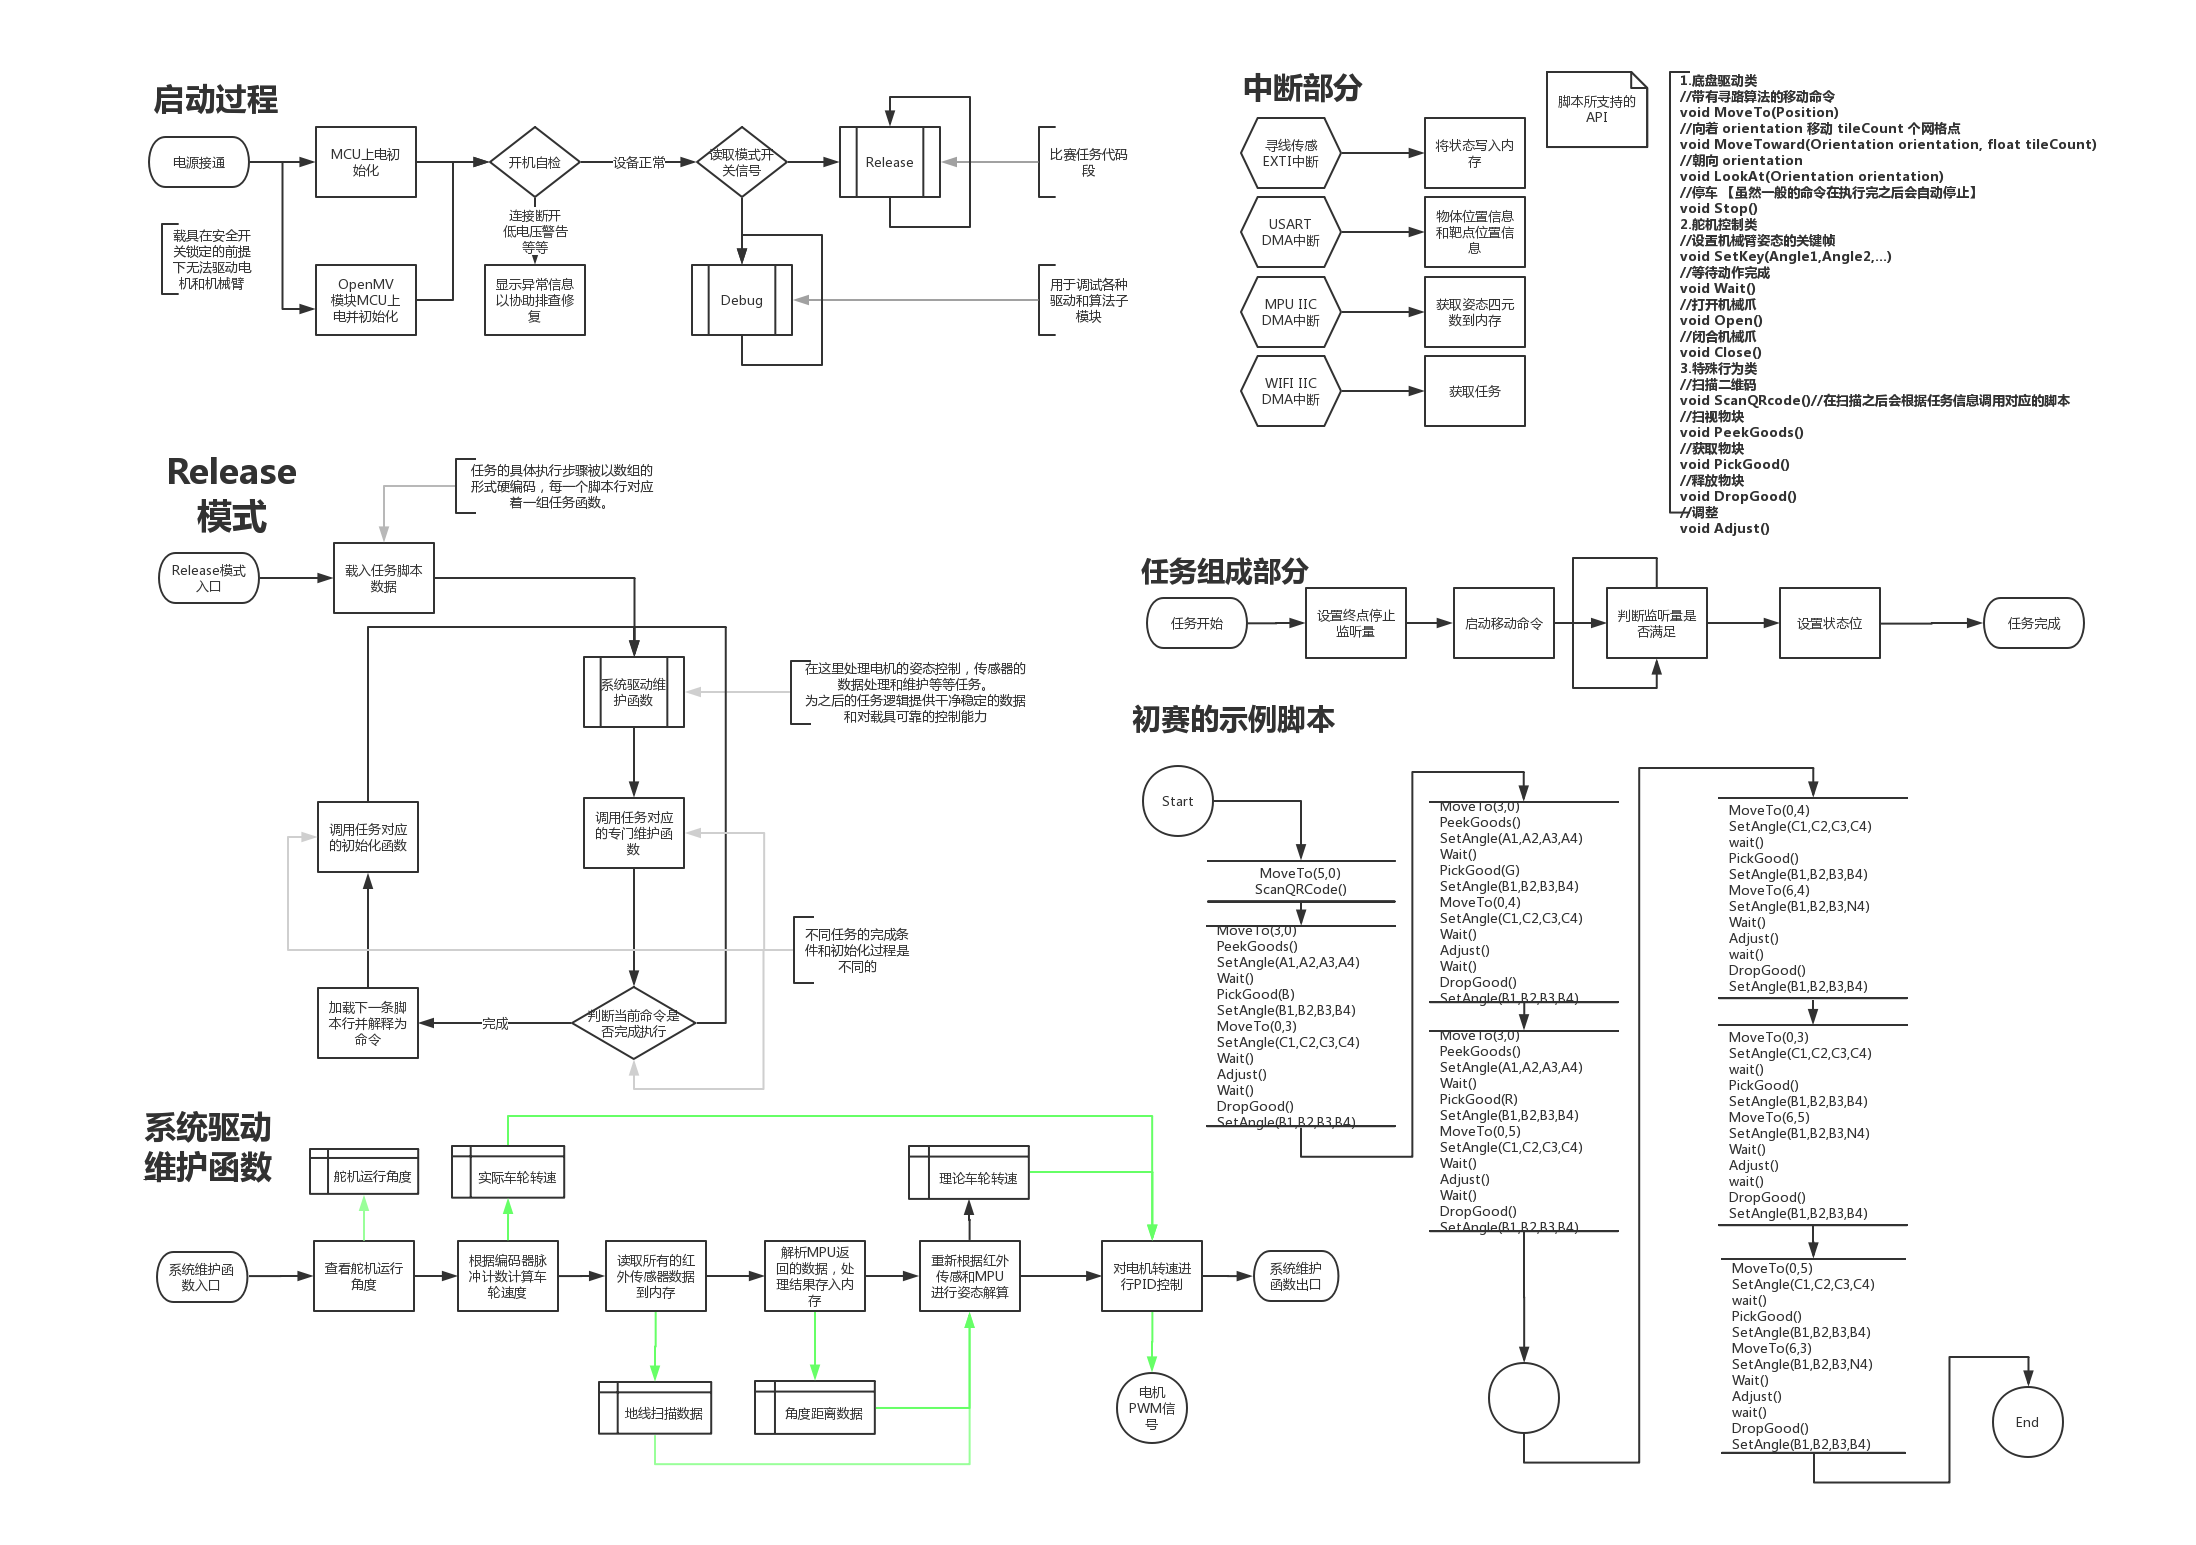 启动过程
电源接通
MCU上电初
始化
开机自检
设备正常
读取模式开
关信号
Release
比赛任务代码
段
载具在安全开
关锁定的前提
下无法驱动电
机和机械臂
OpenMV
模块MCU上
电并初始化
连接断开
低电压警告
等等
显示异常信息
以协助排查修
复
Debug
用于调试各种
驱动和算法子
模块
中断部分
寻线传感
EXTI中断
将状态写入内
存
USART
DMA中断
物体位置信息
和靶点位置信
息
MPU IIC
DMA中断
获取姿态四元
数到内存
WIFI IIC
DMA中断
获取任务
脚本所支持的
API
1.底盘驱动类
//带有寻路算法的移动命令
void MoveTo(Position)
//向着 orientation 移动 tileCount 个网格点
void MoveToward(Orientation orientation, float tileCount)
//朝向 orientation
void LookAt(Orientation orientation)
//停车 【虽然一般的命令在执行完之后会自动停止】
void Stop()
2.舵机控制类
//设置机械臂姿态的关键帧
void SetKey(Angle1,Angle2,...)
//等待动作完成
void Wait()
//打开机械爪
void Open()
//闭合机械爪
void Close()
3.特殊行为类
//扫描二维码
void ScanQRcode()//在扫描之后会根据任务信息调用对应的脚本
//扫视物块
void PeekGoods()
//获取物块
void PickGood()
//释放物块
void DropGood()
//调整
void Adjust()
Release
模式
任务的具体执行步骤被以数组的
形式硬编码，每一个脚本行对应
着一组任务函数。
Release模式
入口
载入任务脚本
数据
系统驱动维
护函数
在这里处理电机的姿态控制，传感器的
数据处理和维护等等任务。
为之后的任务逻辑提供干净稳定的数据
和对载具可靠的控制能力
调用任务对应
的初始化函数
调用任务对应
的专门维护函
数
不同任务的完成条
件和初始化过程是
不同的
加载下一条脚
本行并解释为
命令
完成
判断当前命令是
否完成执行
任务组成部分
任务开始
设置终点停止
监听量
启动移动命令
判断监听量是
否满足
设置状态位
任务完成
初赛的示例脚本
Start
MoveTo(5,0)
ScanQRCode()
MoveTo(3,0)
PeekGoods()
SetAngle(A1,A2,A3,A4)
Wait()
PickGood(B)
SetAngle(B1,B2,B3,B4)
MoveTo(0,3)
SetAngle(C1,C2,C3,C4)
Wait()
Adjust()
Wait()
DropGood()
SetAngle(B1,B2,B3,B4)
MoveTo(3,0)
PeekGoods()
SetAngle(A1,A2,A3,A4)
Wait()
PickGood(G)
SetAngle(B1,B2,B3,B4)
MoveTo(0,4)
SetAngle(C1,C2,C3,C4)
Wait()
Adjust()
Wait()
DropGood()
SetAngle(B1,B2,B3,B4)
MoveTo(3,0)
PeekGoods()
SetAngle(A1,A2,A3,A4)
Wait()
PickGood(R)
SetAngle(B1,B2,B3,B4)
MoveTo(0,5)
SetAngle(C1,C2,C3,C4)
Wait()
Adjust()
Wait()
DropGood()
SetAngle(B1,B2,B3,B4)
MoveTo(0,4)
SetAngle(C1,C2,C3,C4)
wait()
PickGood()
SetAngle(B1,B2,B3,B4)
MoveTo(6,4)
SetAngle(B1,B2,B3,N4)
Wait()
Adjust()
wait()
DropGood()
SetAngle(B1,B2,B3,B4)
MoveTo(0,3)
SetAngle(C1,C2,C3,C4)
wait()
PickGood()
SetAngle(B1,B2,B3,B4)
MoveTo(6,5)
SetAngle(B1,B2,B3,N4)
Wait()
Adjust()
wait()
DropGood()
SetAngle(B1,B2,B3,B4)
MoveTo(0,5)
SetAngle(C1,C2,C3,C4)
wait()
PickGood()
SetAngle(B1,B2,B3,B4)
MoveTo(6,3)
SetAngle(B1,B2,B3,N4)
Wait()
Adjust()
wait()
DropGood()
SetAngle(B1,B2,B3,B4)
End
系统驱动
维护函数
舵机运行角度
实际车轮转速
理论车轮转速
系统维护函
数入口
查看舵机运行
角度
根据编码器脉
冲计数计算车
轮速度
读取所有的红
外传感器数据
到内存
解析MPU返
回的数据，处
理结果存入内
存
重新根据红外
传感和MPU
进行姿态解算
对电机转速进
行PID控制
系统维护
函数出口
地线扫描数据
角度距离数据
电机
PWM信
号